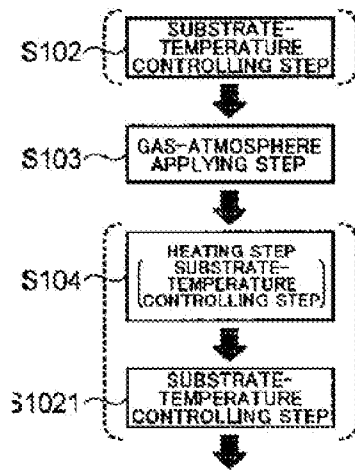 S102
SUBSTRATE-
TEMPERATURE
CONTROLLING STEP
S103
GAS-ATMOSPHERE
APPLYING STEP
S104
HEATING STEP
SUBSTRATE-
TEMPERATURE
CONTROLLING STEP
S1021
SUBSTRATE-
TEMPERATURE
CONTROLLING STEP